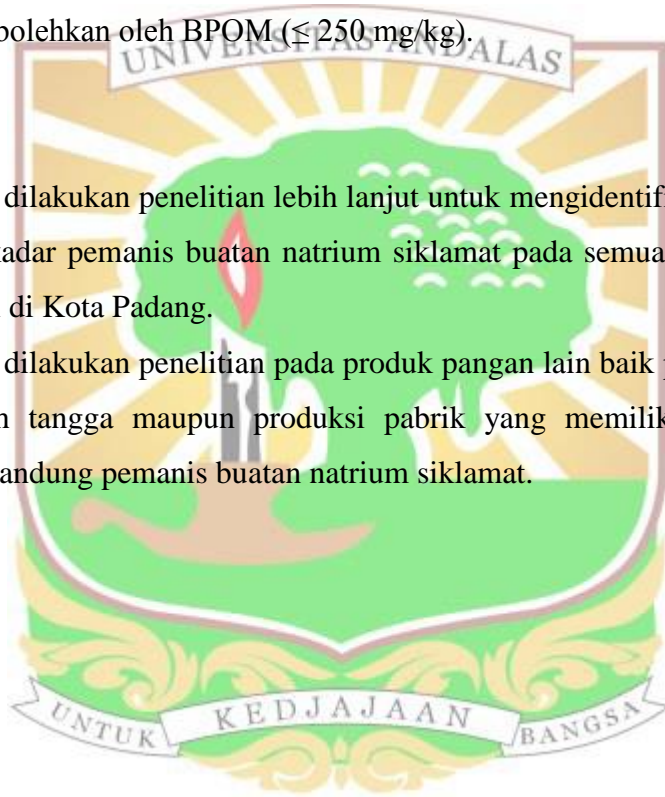 bolehkan oleh BPOM (≤ 250 mg/kg).
UNIVERSITAS ANDALAS
dilakukan penelitian lebih lanjut untuk mengidentif
kadar pemanis buatan natrium siklamat pada semua
di Kota Padang.
dilakukan penelitian pada produk pangan lain baik
tangga maupun produksi pabrik yang memilik
andung pemanis buatan natrium siklamat.
UNTUK KEDJAJAAN BANGSA